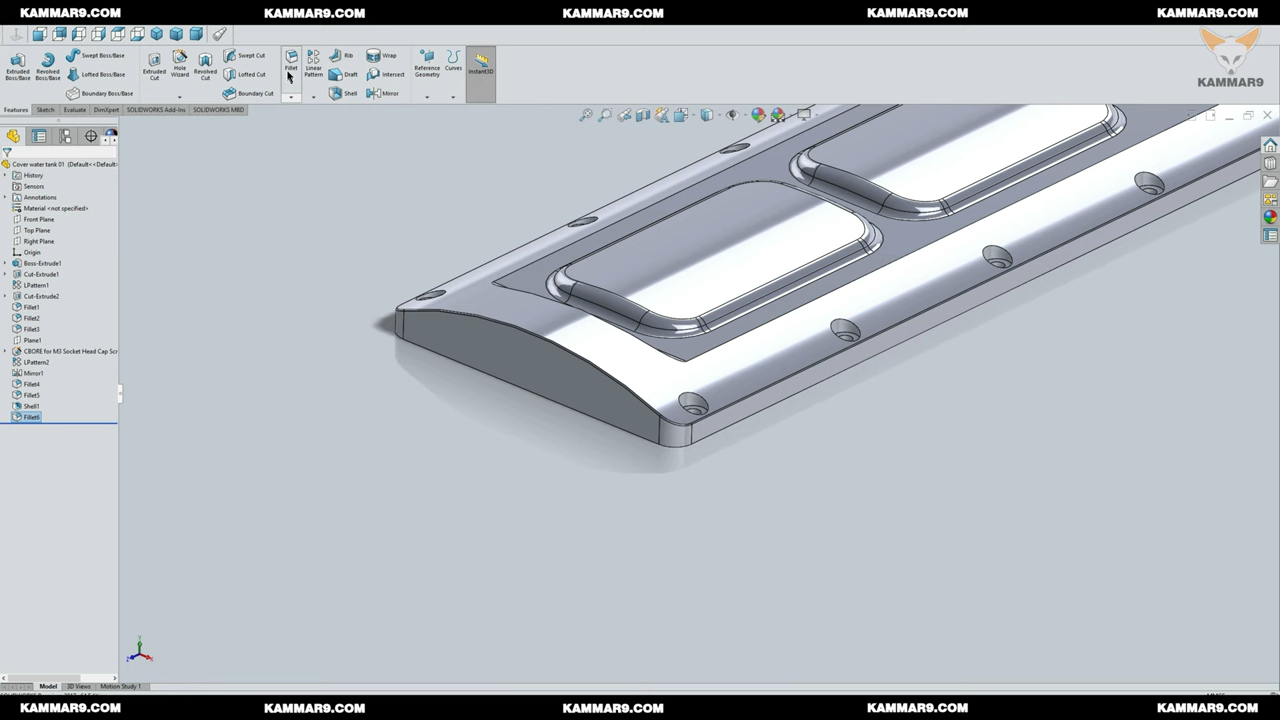 KAMMAR9.COM KAMMAR9.COM KAMMAR9.COM KAMMAR9.COM KAMMAR9.COM
KAMMAR9
Extruded Boss/Base
Revolved Boss/Base
Swept Boss/Base
Lofted Boss/Base
Boundary Boss/Base
Extruded Cut
Hole Wizard
Revolved Cut
Swept Cut
Lofted Cut
Boundary Cut
Fillet
Linear Pattern
Rib
Draft
Shell
Wrap
Intersect
Mirror
Reference Geometry
Curves
Instant3D
Features Sketch Evaluate DimXpert SOLIDWORKS Add-Ins SOLIDWORKS MBD
Cover water tank 01 (Default<<Default>
History
Sensors
Annotations
Material <not specified>
Front Plane
Top Plane
Right Plane
Origin
Boss-Extrude1
Cut-Extrude1
LPattern1
Cut-Extrude2
Fillet1
Fillet2
Fillet3
Plane1
CBORE for M3 Socket Head Cap Scr
LPattern2
Mirror1
Fillet4
Fillet5
Shell1
Fillet6
Model 3D Views Motion Study 1
KAMMAR9.COM KAMMAR9.COM KAMMAR9.COM KAMMAR9.COM KAMMAR9.COM